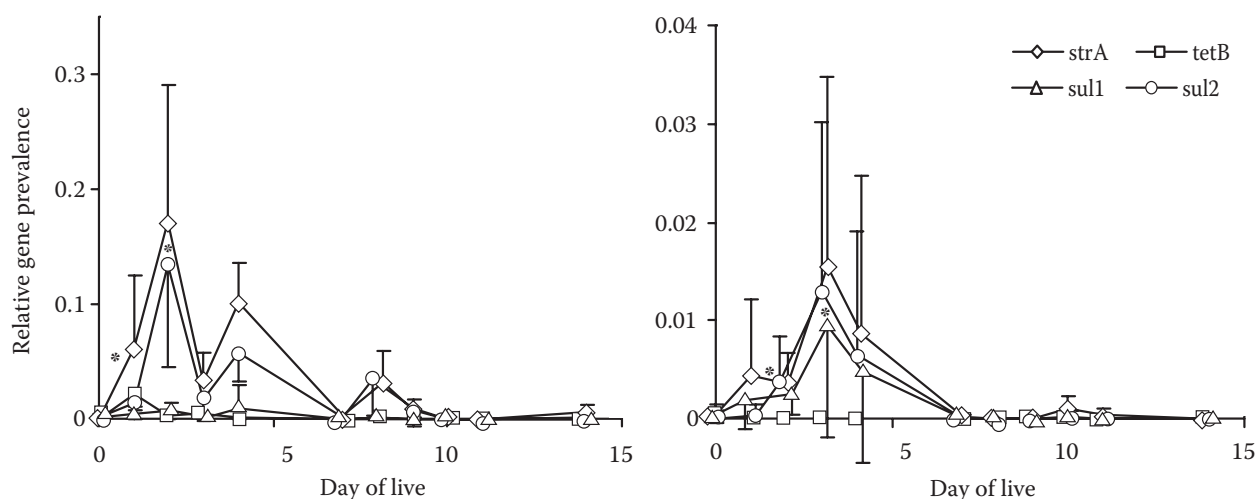 Relative gene prevalence
0.3
0.2
0.1
0
0 5 10 15
Day of live
*
*
0.04
0.03
0.02
0.01
0
0 5 10 15
Day of live
*
*
strA tetB
sul1 sul2